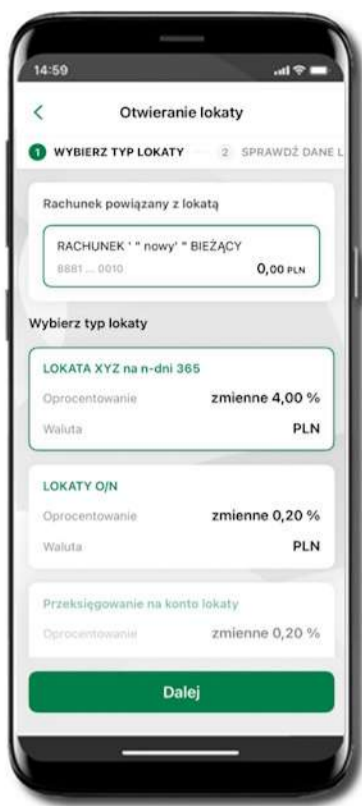 14:59
Otwieranie lokaty
1 WYBIERZ TYP LOKATY 2 SPRAWDŹ DANE L
Rachunek powiązany z lokatą
RACHUNEK ' " nowy' " BIEŻĄCY
8881 ... 0010 0,00 PLN
Wybierz typ lokaty
LOKATA XYZ na n-dni 365
Oprocentowanie zmienne 4,00 %
Waluta PLN
LOKATY O/N
Oprocentowanie zmienne 0,20 %
Waluta PLN
Przeksięgowanie na konto lokaty
Oprocentowanie zmienne 0,20 %
Dalej